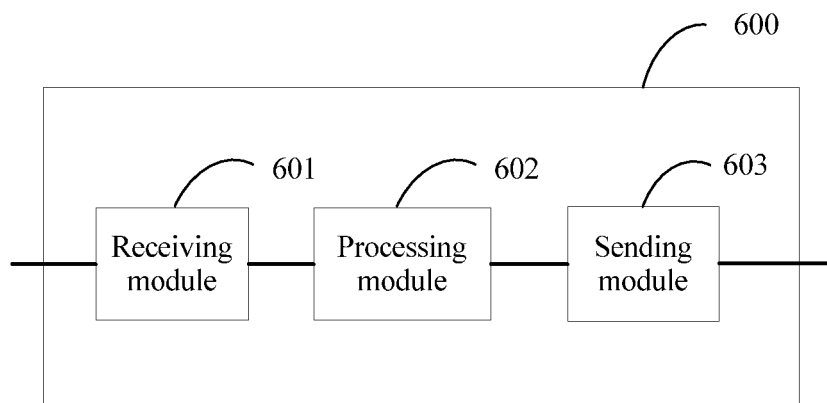 600
601
602
603
Receiving
module
Processing
module
Sending
module